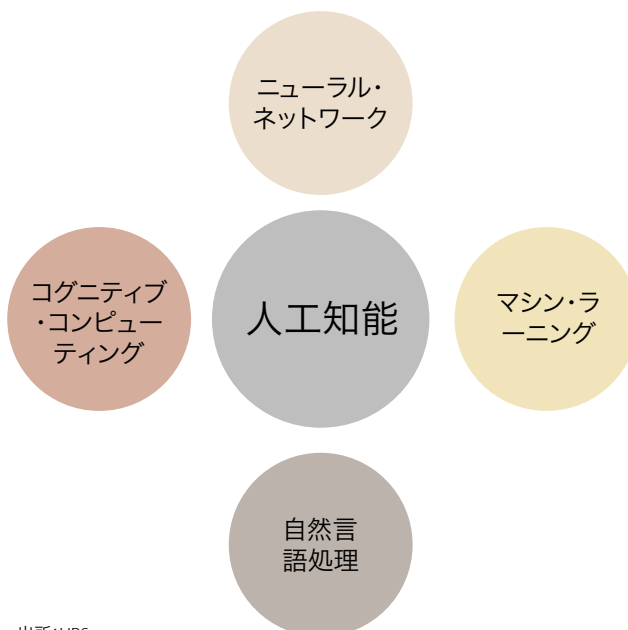 ニューラル・
ネットワーク
コグニティブ
・コンピュー
ティング
人工知能
マシン・ラ
ーニング
自然言
語処理